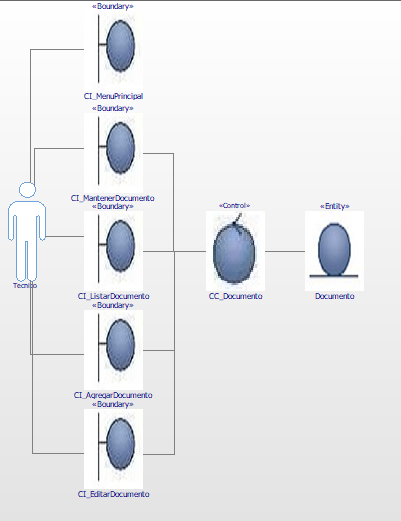 «Boundary»
CI_MenuPrincipal
«Boundary»
CI_MantenerDocumento
«Boundary»
«Control»
«Entity»
Tecnico
CI_ListarDocumento
CC_Documento
Documento
«Boundary»
CI_AgregarDocumento
«Boundary»
CI_EditarDocumento